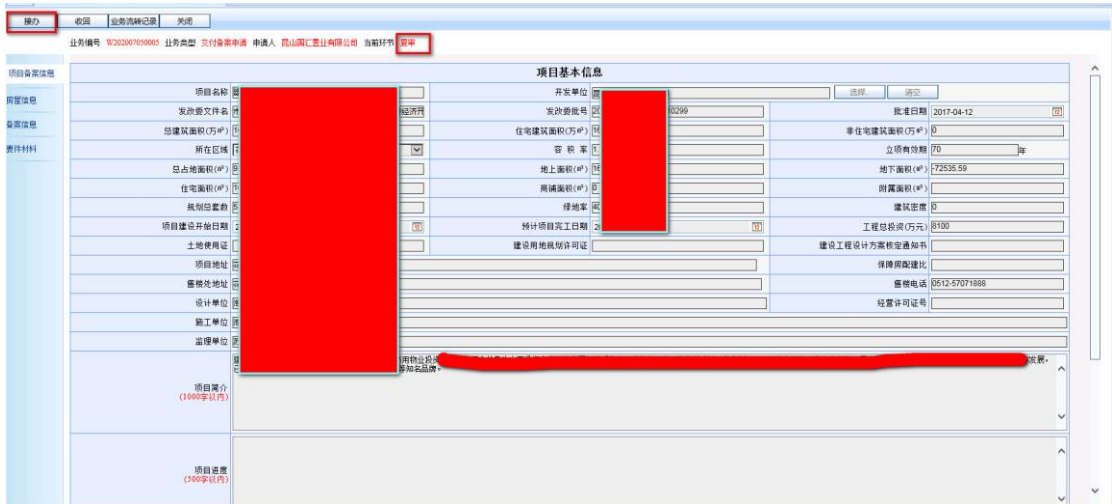 接办 收回 业务流转记录 关闭
业务编号 W202007050005 业务类型 交付备案申请 申请人 昆山国汇置业有限公司 当前环节 复审
项目备案信息
房屋信息
备案信息
要件材料
项目基本信息
项目名称 开发单位 选择 清空
发改委文件名 经济开 发改委批号 20 0299 批准日期 2017-04-12
总建筑面积(万㎡) 住宅建筑面积(万㎡) 16 非住宅建筑面积(万㎡) 0
所在区域 容 积 率 1 立项有效期 70 年
总占地面积(㎡) 9 地上面积(㎡) 16 地下面积(㎡) -72535.59
住宅面积(㎡) 商铺面积(㎡) 0 附属面积(㎡)
规划总套数 5 绿地率 40 建筑密度 0
项目建设开始日期 2 预计项目完工日期 20 工程总投资(万元) 8100
土地使用证 建设用地规划许可证 建设工程设计方案核定通知书
项目地址 保障房配建比
售楼处地址 售楼电话 0512-57071888
设计单位 经营许可证号
施工单位
监理单位
用物业投资 发展,
等知名品牌。
项目简介
(1000字以内)
项目进度
(500字以内)